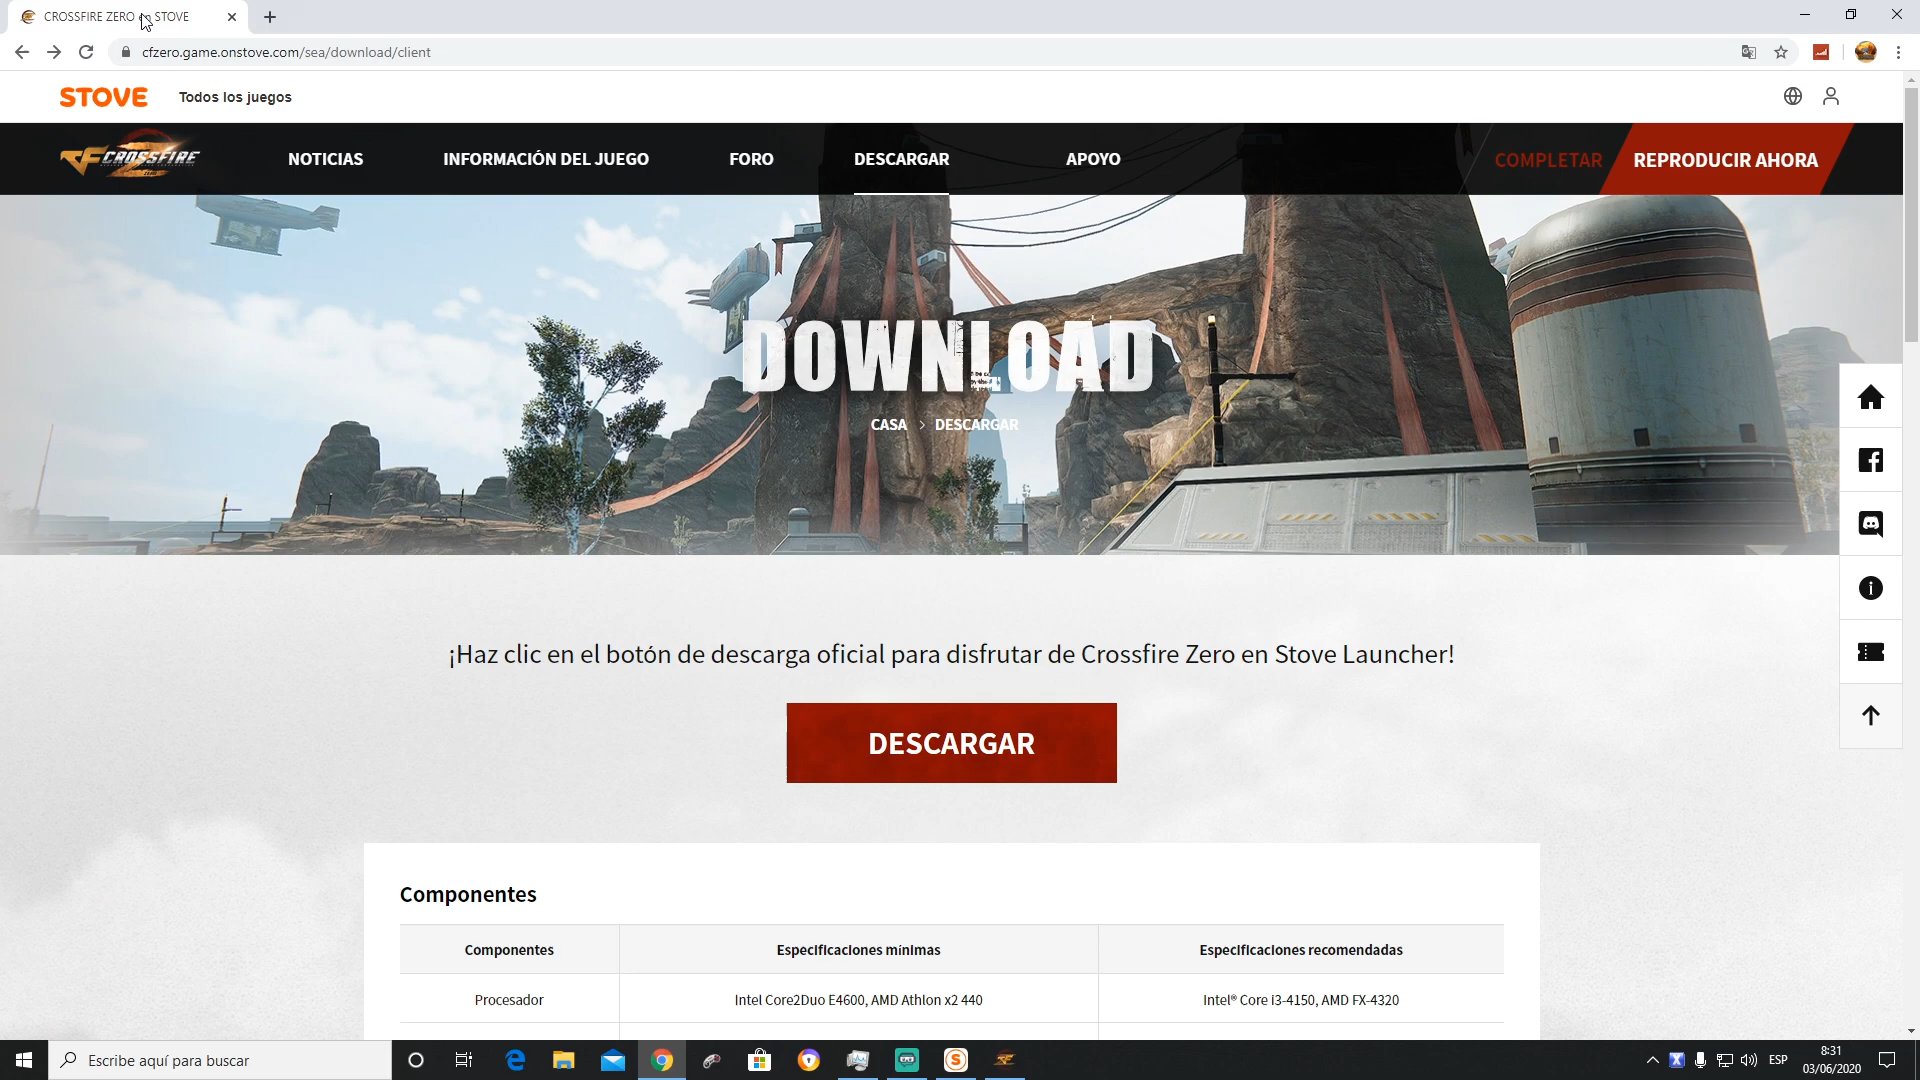 CROSSFIRE ZERO en STOVE
cfzero.game.onstove.com/sea/download/client
STOVE
Todos los juegos
CROSSFIRE
ZERO
NOTICIAS
INFORMACIÓN DEL JUEGO
FORO
DESCARGAR
APOYO
COMPLETAR
REPRODUCIR AHORA
DOWNLOAD
CASA > DESCARGAR
¡Haz clic en el botón de descarga oficial para disfrutar de Crossfire Zero en Stove Launcher!
DESCARGAR
Componentes
Componentes
Especificaciones mínimas
Especificaciones recomendadas
Procesador
Intel Core2Duo E4600, AMD Athlon x2 440
Intel® Core i3-4150, AMD FX-4320
Escribe aquí para buscar
ESP
8:31
03/06/2020